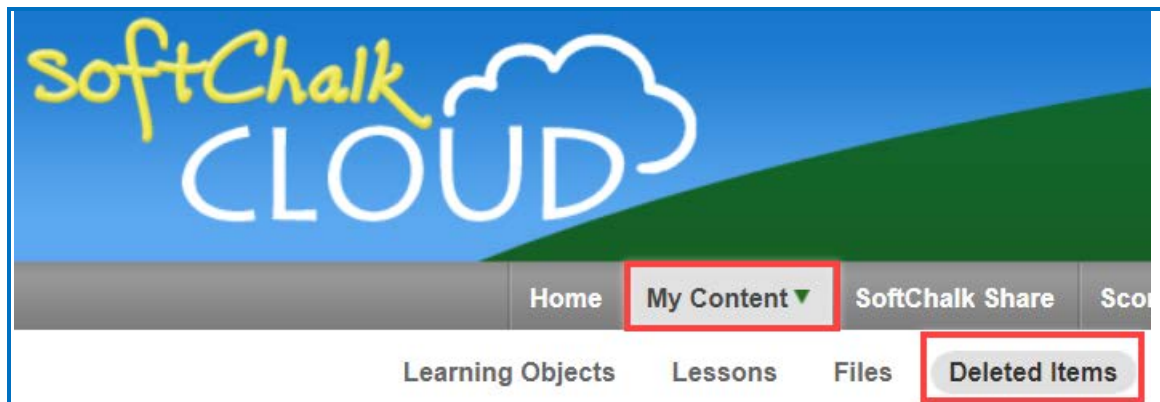 softChalk
CLOUD
Home My Content SoftChalk Share
Learning Objects Lessons Files Deleted Items